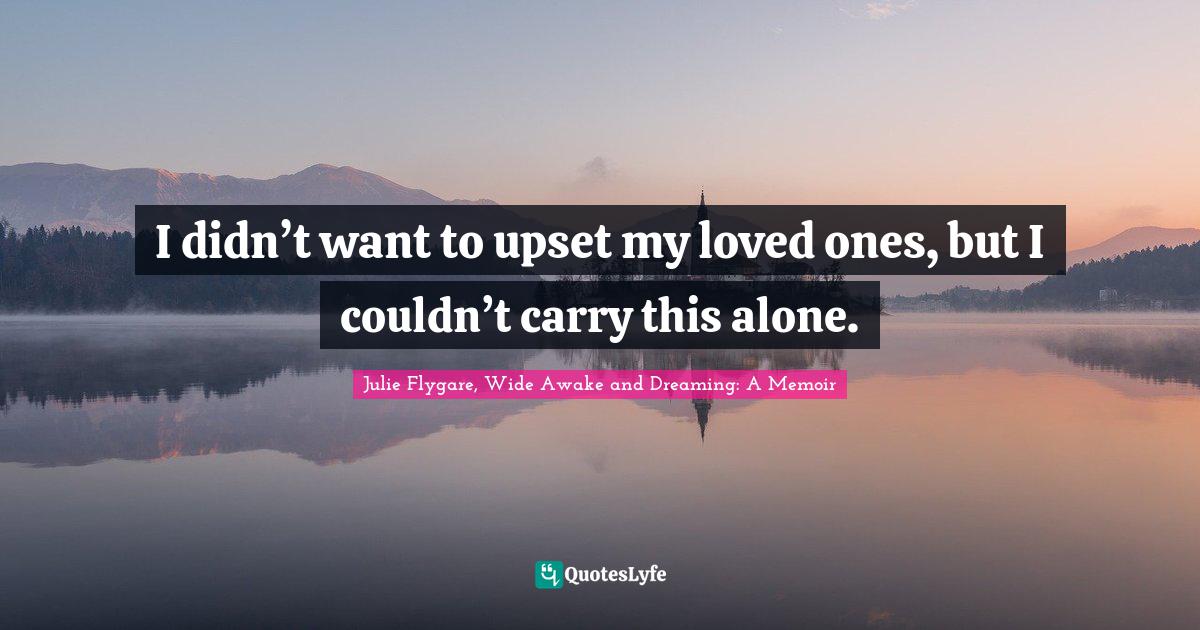 I didn’t want to upset my loved ones, but I
couldn’t carry this alone.
Julie Flygare, Wide Awake and Dreaming: A Memoir
QuotesLyfe